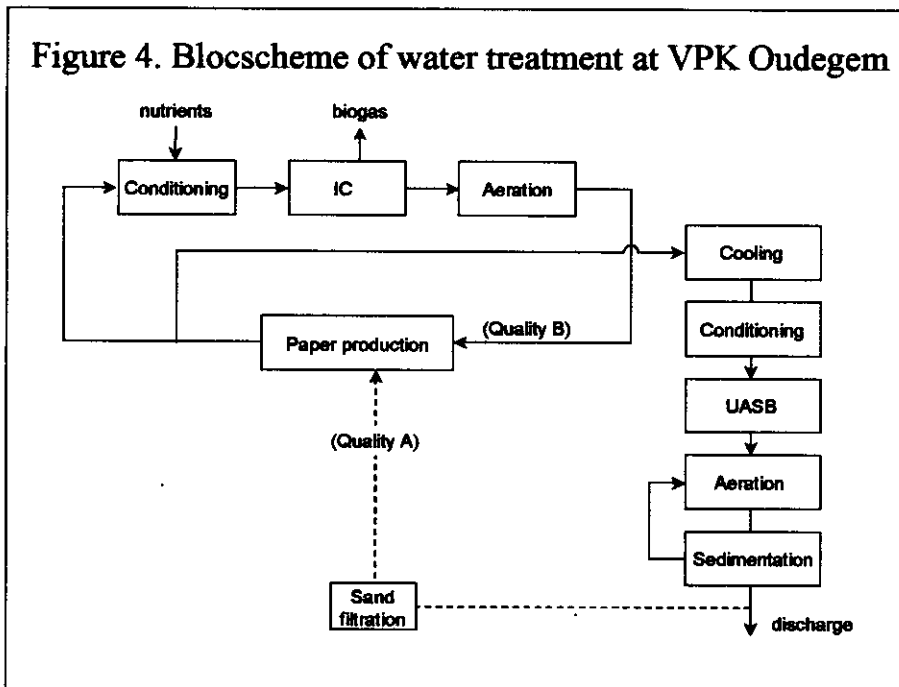 Figure 4. Blocscheme of water treatment at VPK Oudegem
nutrients
biogas
Conditioning
IC
Aeration
Cooling
(Quality B)
Paper production
Conditioning
UASB
(Quality A)
Aeration
Sedimentation
Sand
filtration
discharge